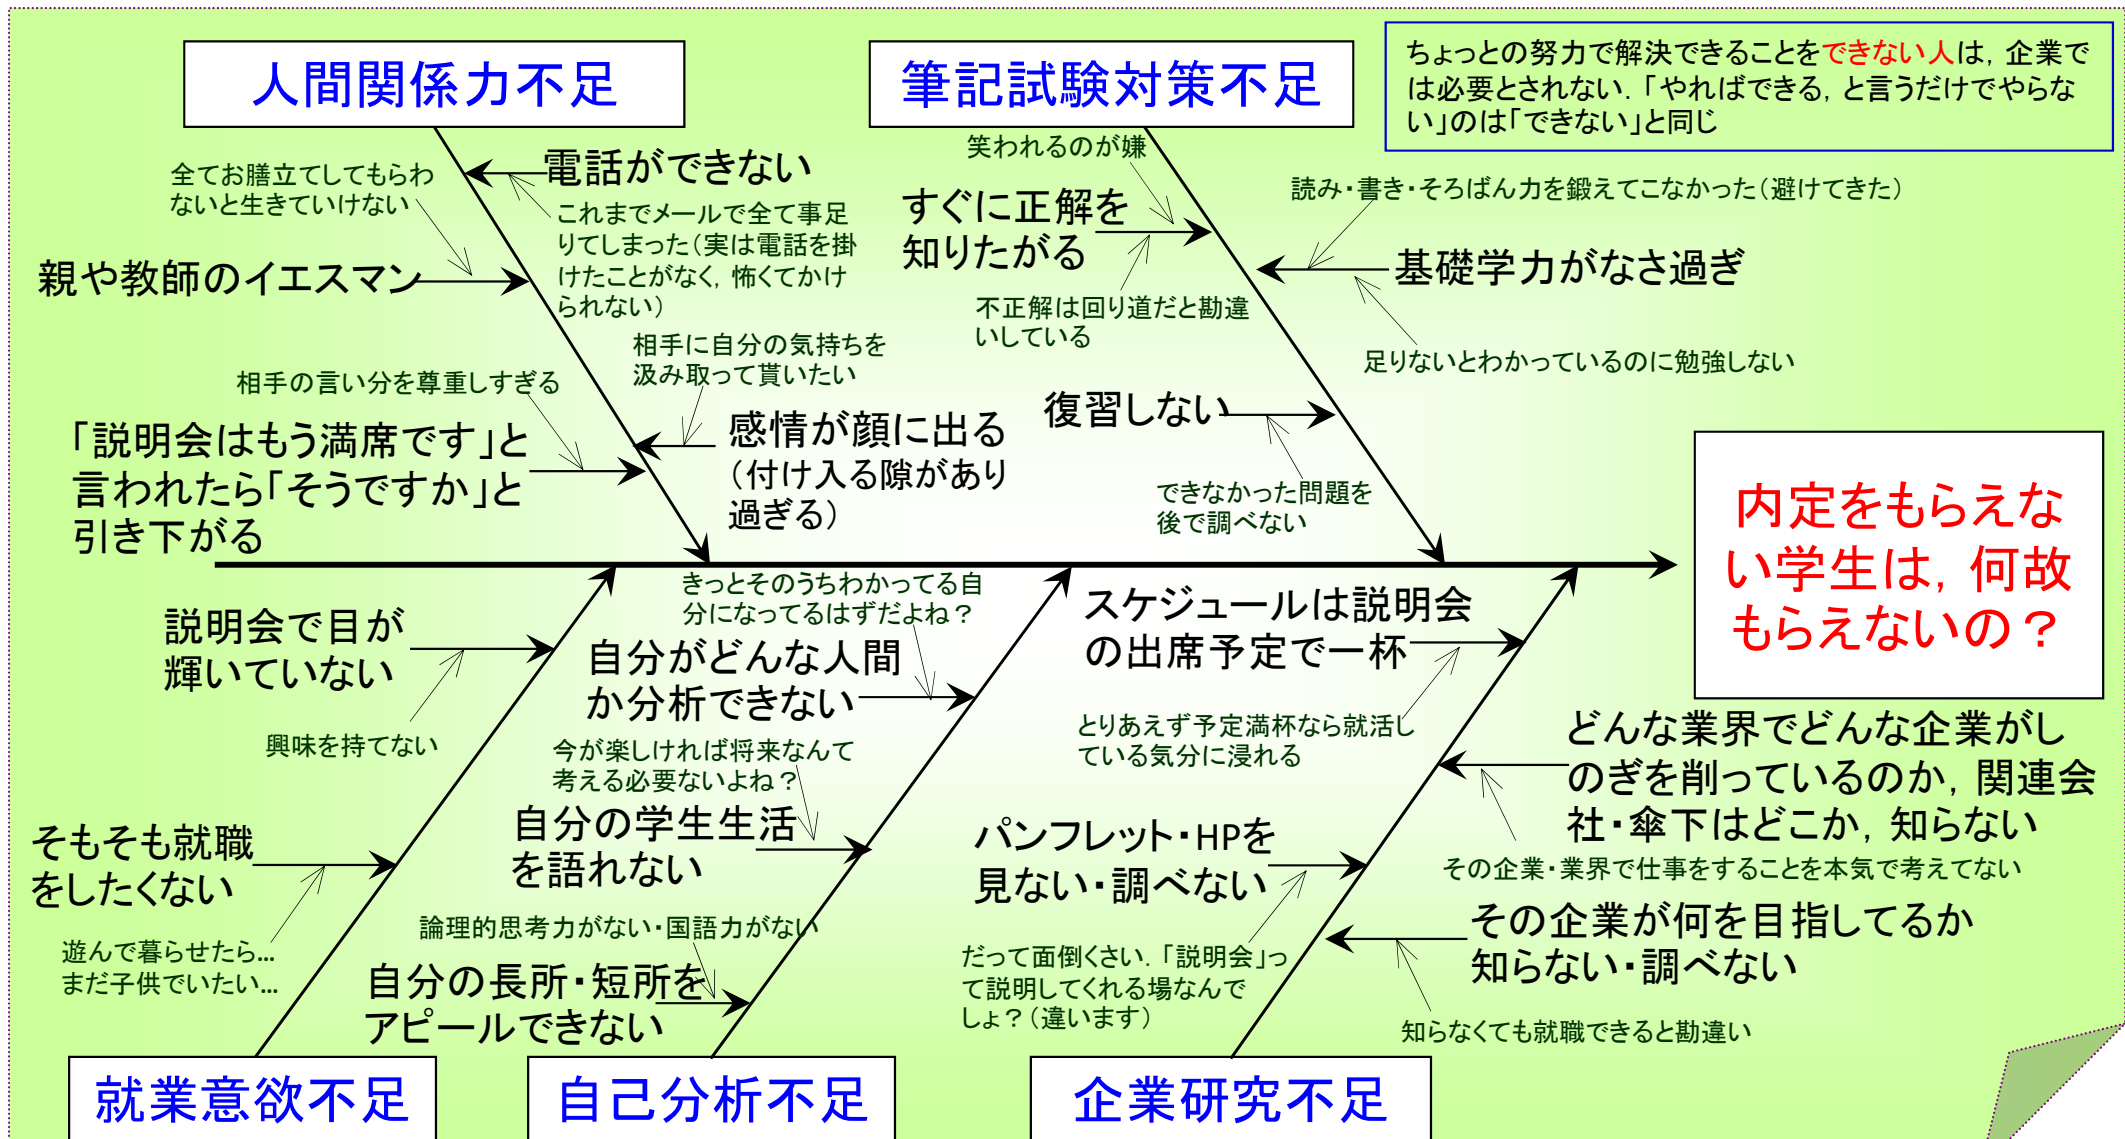 人間関係力不足
筆記試験対策不足
ちょっとの努力で解決できることをできない人は，企業で
は必要とされない．「やればできる，と言うだけでやらな
い」のは「できない」と同じ
全てお膳立てしてもらわ
ないと生きていけない
電話ができない
これまでメールで全て事足
りてしまった（実は電話を掛
けたことがなく，怖くてかけ
られない）
親や教師のイエスマン
相手に自分の気持ちを
汲み取って貰いたい
相手の言い分を尊重しすぎる
「説明会はもう満席です」と
言われたら「そうですか」と
引き下がる
感情が顔に出る
（付け入る隙があり
過ぎる）
笑われるのが嫌
すぐに正解を
知りたがる
不正解は回り道だと勘違
いしている
読み・書き・そろばん力を鍛えてこなかった（避けてきた）
基礎学力がなさ過ぎ
足りないとわかっているのに勉強しない
復習しない
できなかった問題を
後で調べない
内定をもらえな
い学生は，何故
もらえないの？
説明会で目が
輝いていない
興味を持てない
そもそも就職
をしたくない
遊んで暮らせたら...
まだ子供でいたい...
きっとそのうちわかってる自
分になってるはずだよね？
自分がどんな人間
か分析できない
今が楽しければ将来なんて
考える必要ないよね？
自分の学生生活
を語れない
論理的思考力がない・国語力がない
自分の長所・短所を
アピールできない
スケジュールは説明会
の出席予定で一杯
とりあえず予定満杯なら就活し
ている気分に浸れる
どんな業界でどんな企業がし
のぎを削っているのか，関連会
社・傘下はどこか，知らない
その企業・業界で仕事をすることを本気で考えてない
パンフレット・HPを
見ない・調べない
だって面倒くさい．「説明会」っ
て説明してくれる場なんで
しょ？（違います）
その企業が何を目指してるか
知らない・調べない
知らなくても就職できると勘違い
就業意欲不足
自己分析不足
企業研究不足